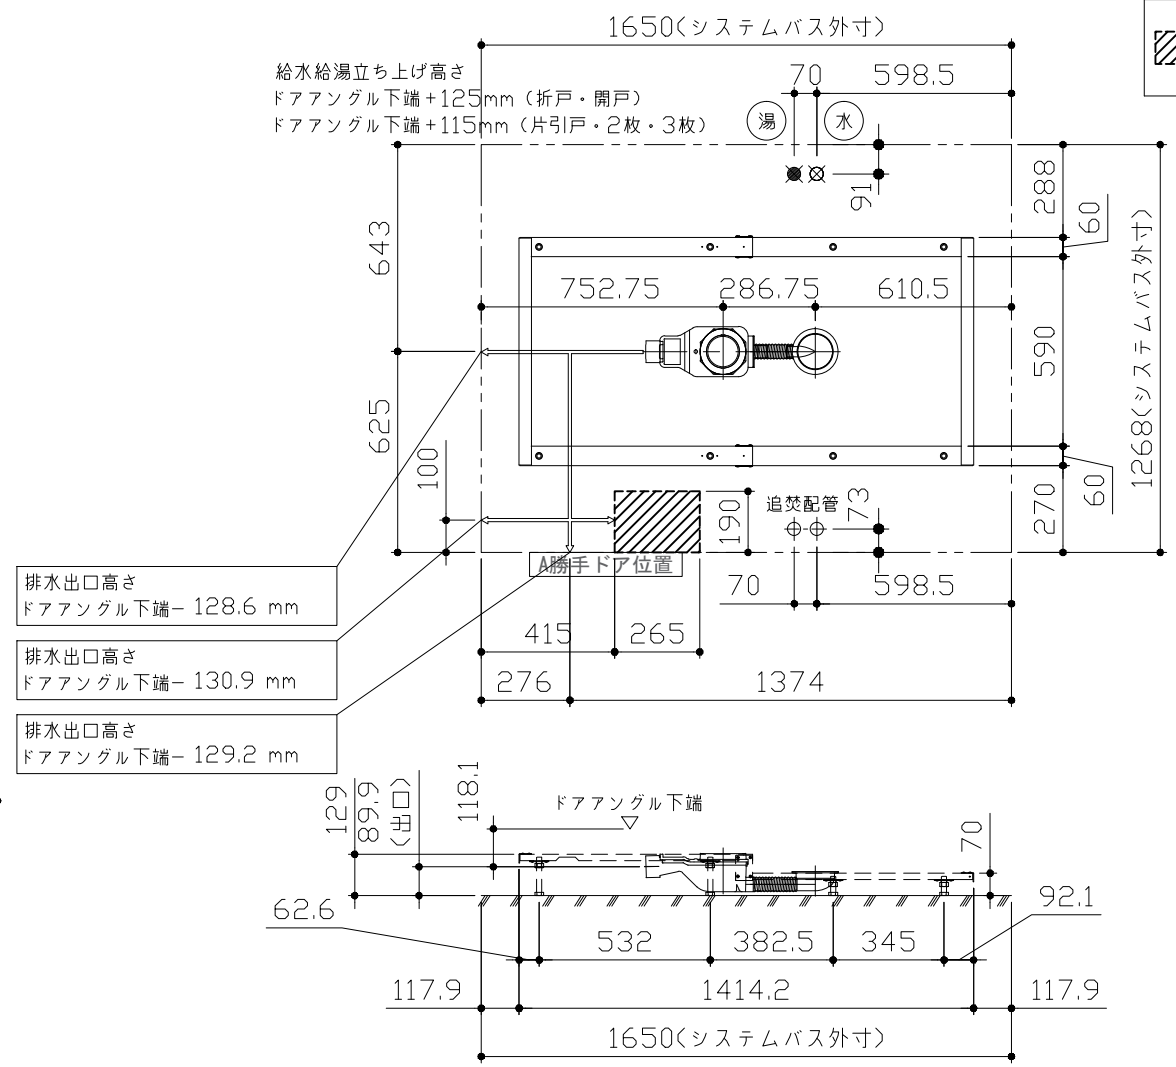 1650(システムバス外寸)
給水給湯立ち上げ高さ
ドアアングル下端+125mm (折戸・開戸)
ドアアングル下端+115mm (片引戸・2枚・3枚)
70
598.5
湯
水
91
288
60
643
1268(システムバス外寸)
752.75
286.75
610.5
590
625
100
190
追焚配管
73
270
60
A勝手ドア位置
排水出口高さ
ドアアングル下端- 128.6 mm
70
598.5
415
265
排水出口高さ
ドアアングル下端- 130.9 mm
276
1374
排水出口高さ
ドアアングル下端- 129.2 mm
129
89.9
(出口)
118.1
ドアアングル下端
70
62.6
92.1
532
382.5
345
117.9
1414.2
117.9
1650(システムバス外寸)